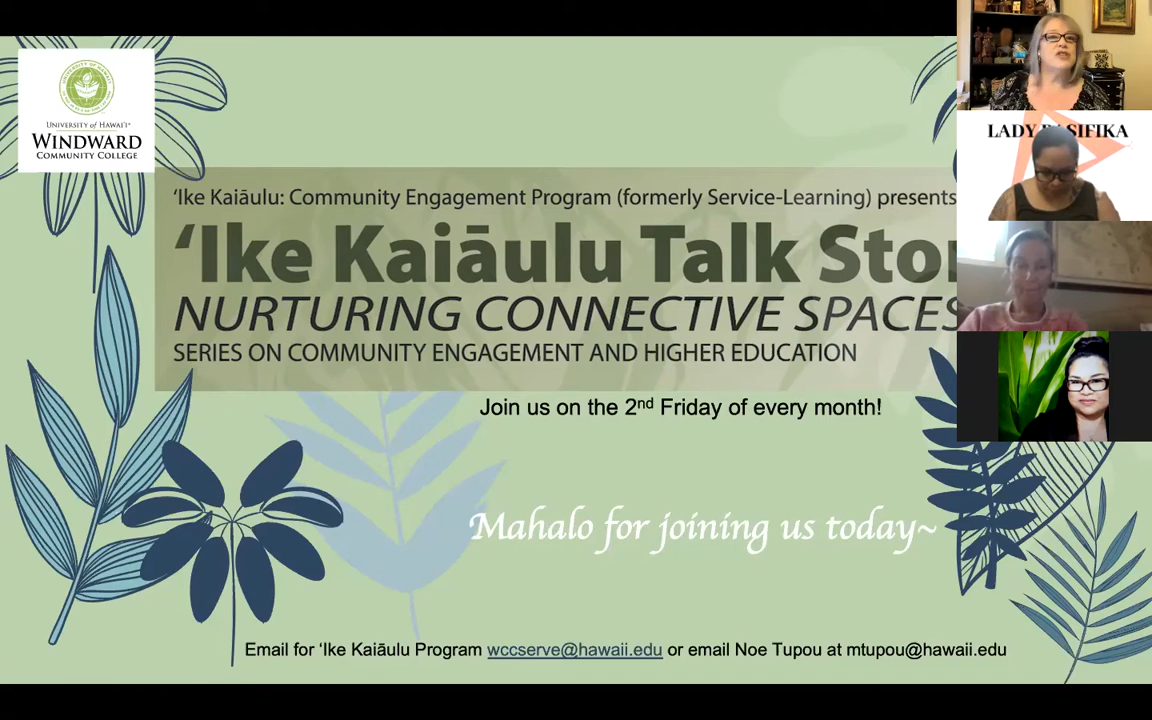 UNIVERSITY of HAWAI‘I®
WINDWARD
COMMUNITY COLLEGE
‘Ike Kaiāulu: Community Engagement Program (formerly Service-Learning) presents
‘Ike Kaiāulu Talk Stor
NURTURING CONNECTIVE SPACES
SERIES ON COMMUNITY ENGAGEMENT AND HIGHER EDUCATION
Join us on the 2nd Friday of every month!
Mahalo for joining us today~
Email for ‘Ike Kaiāulu Program wccserve@hawaii.edu or email Noe Tupou at mtupou@hawaii.edu
LADY